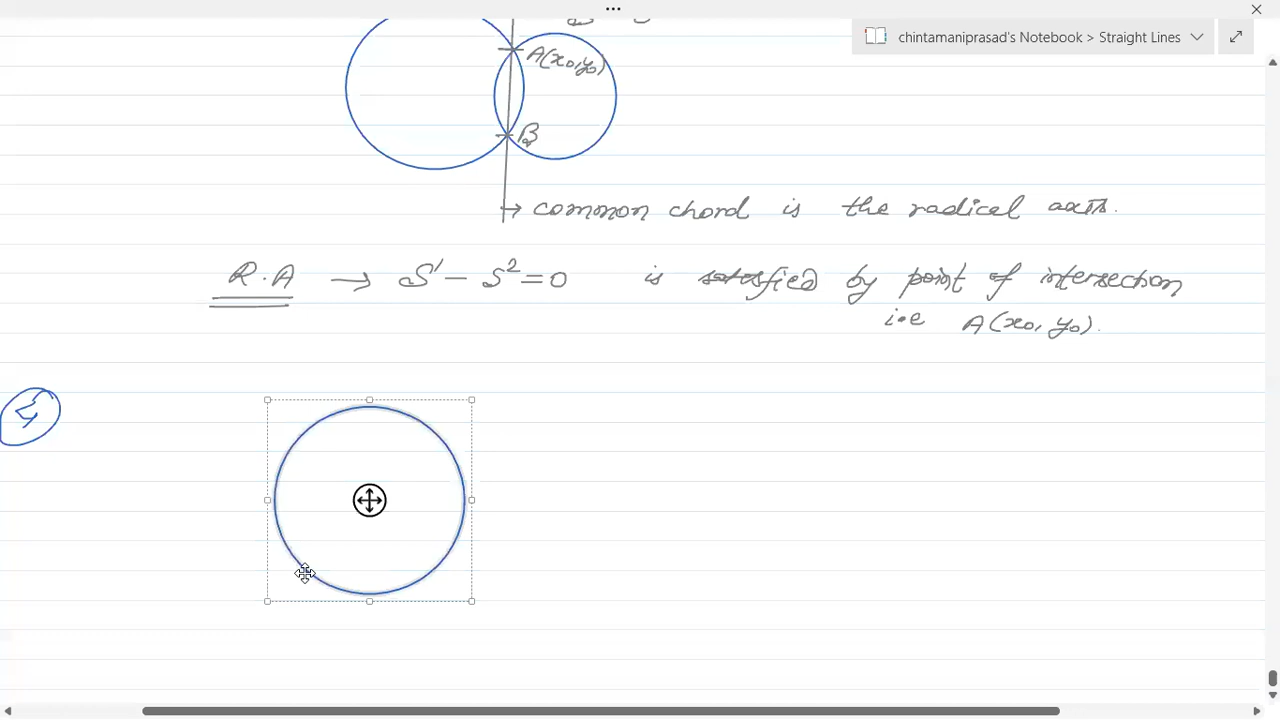 ...
chintamaniprasad's Notebook > Straight Lines
A(x₀,y₀)
B
→ common chord is the radical axis.
R.A → S' - S² = 0 is satisfied by point of intersection
i.e A(x₀, y₀).